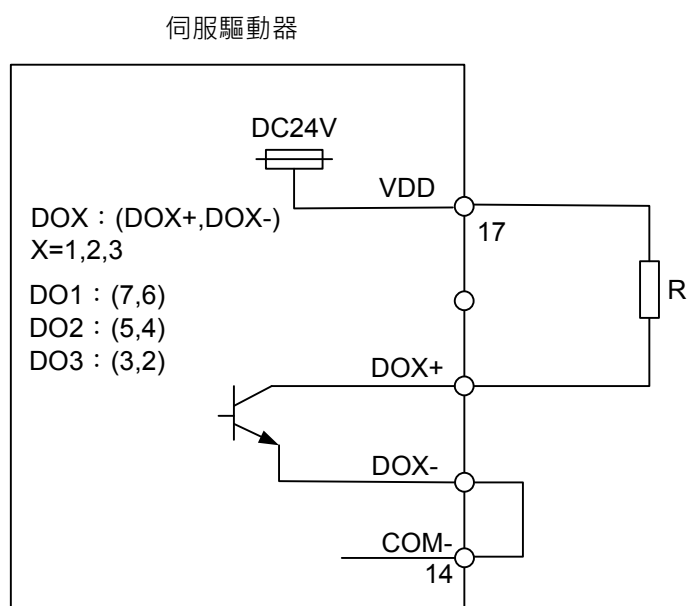 伺服驅動器
DC24V
VDD
17
DOX：(DOX+,DOX-)
X=1,2,3
DO1：(7,6)
DO2：(5,4)
DO3：(3,2)
R
DOX+
DOX-
COM-
14